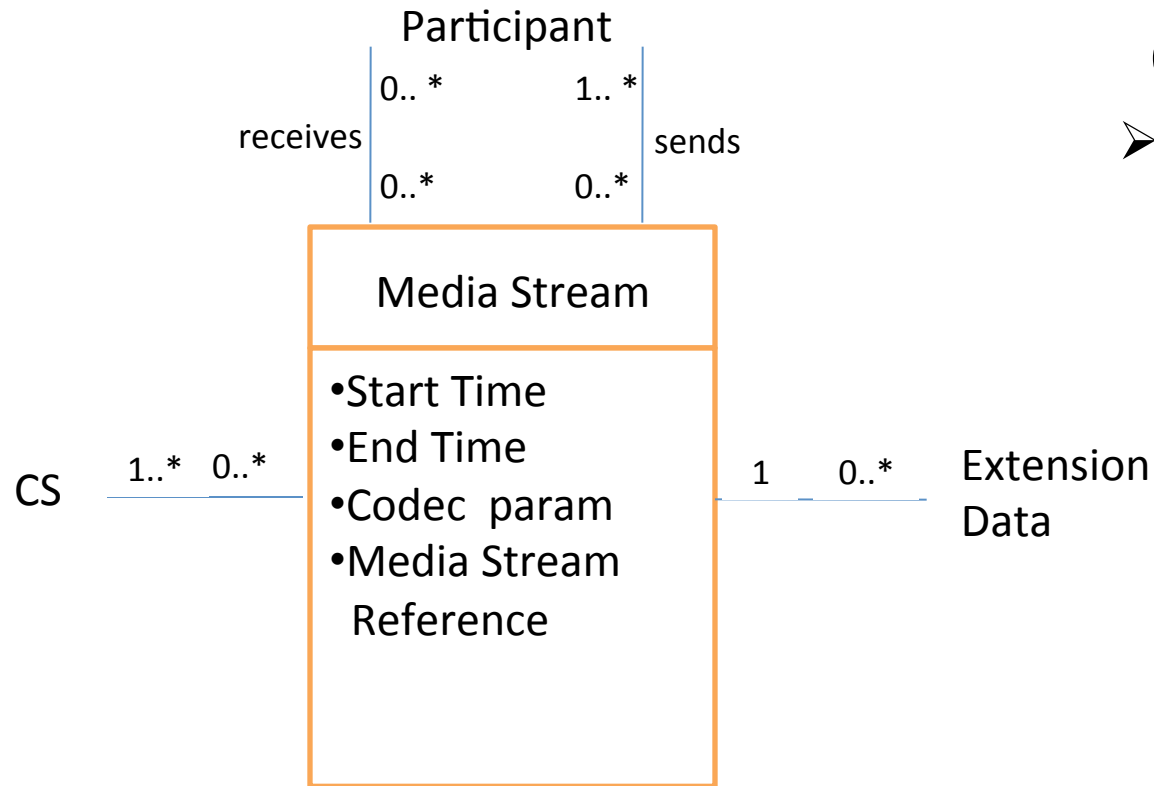 Participant
0.. * 1.. *
receives sends
0..* 0..*
Media Stream
•Start Time
•End Time
•Codec param
•Media Stream
Reference
CS 1..* 0..*
1 0..* Extension
Data